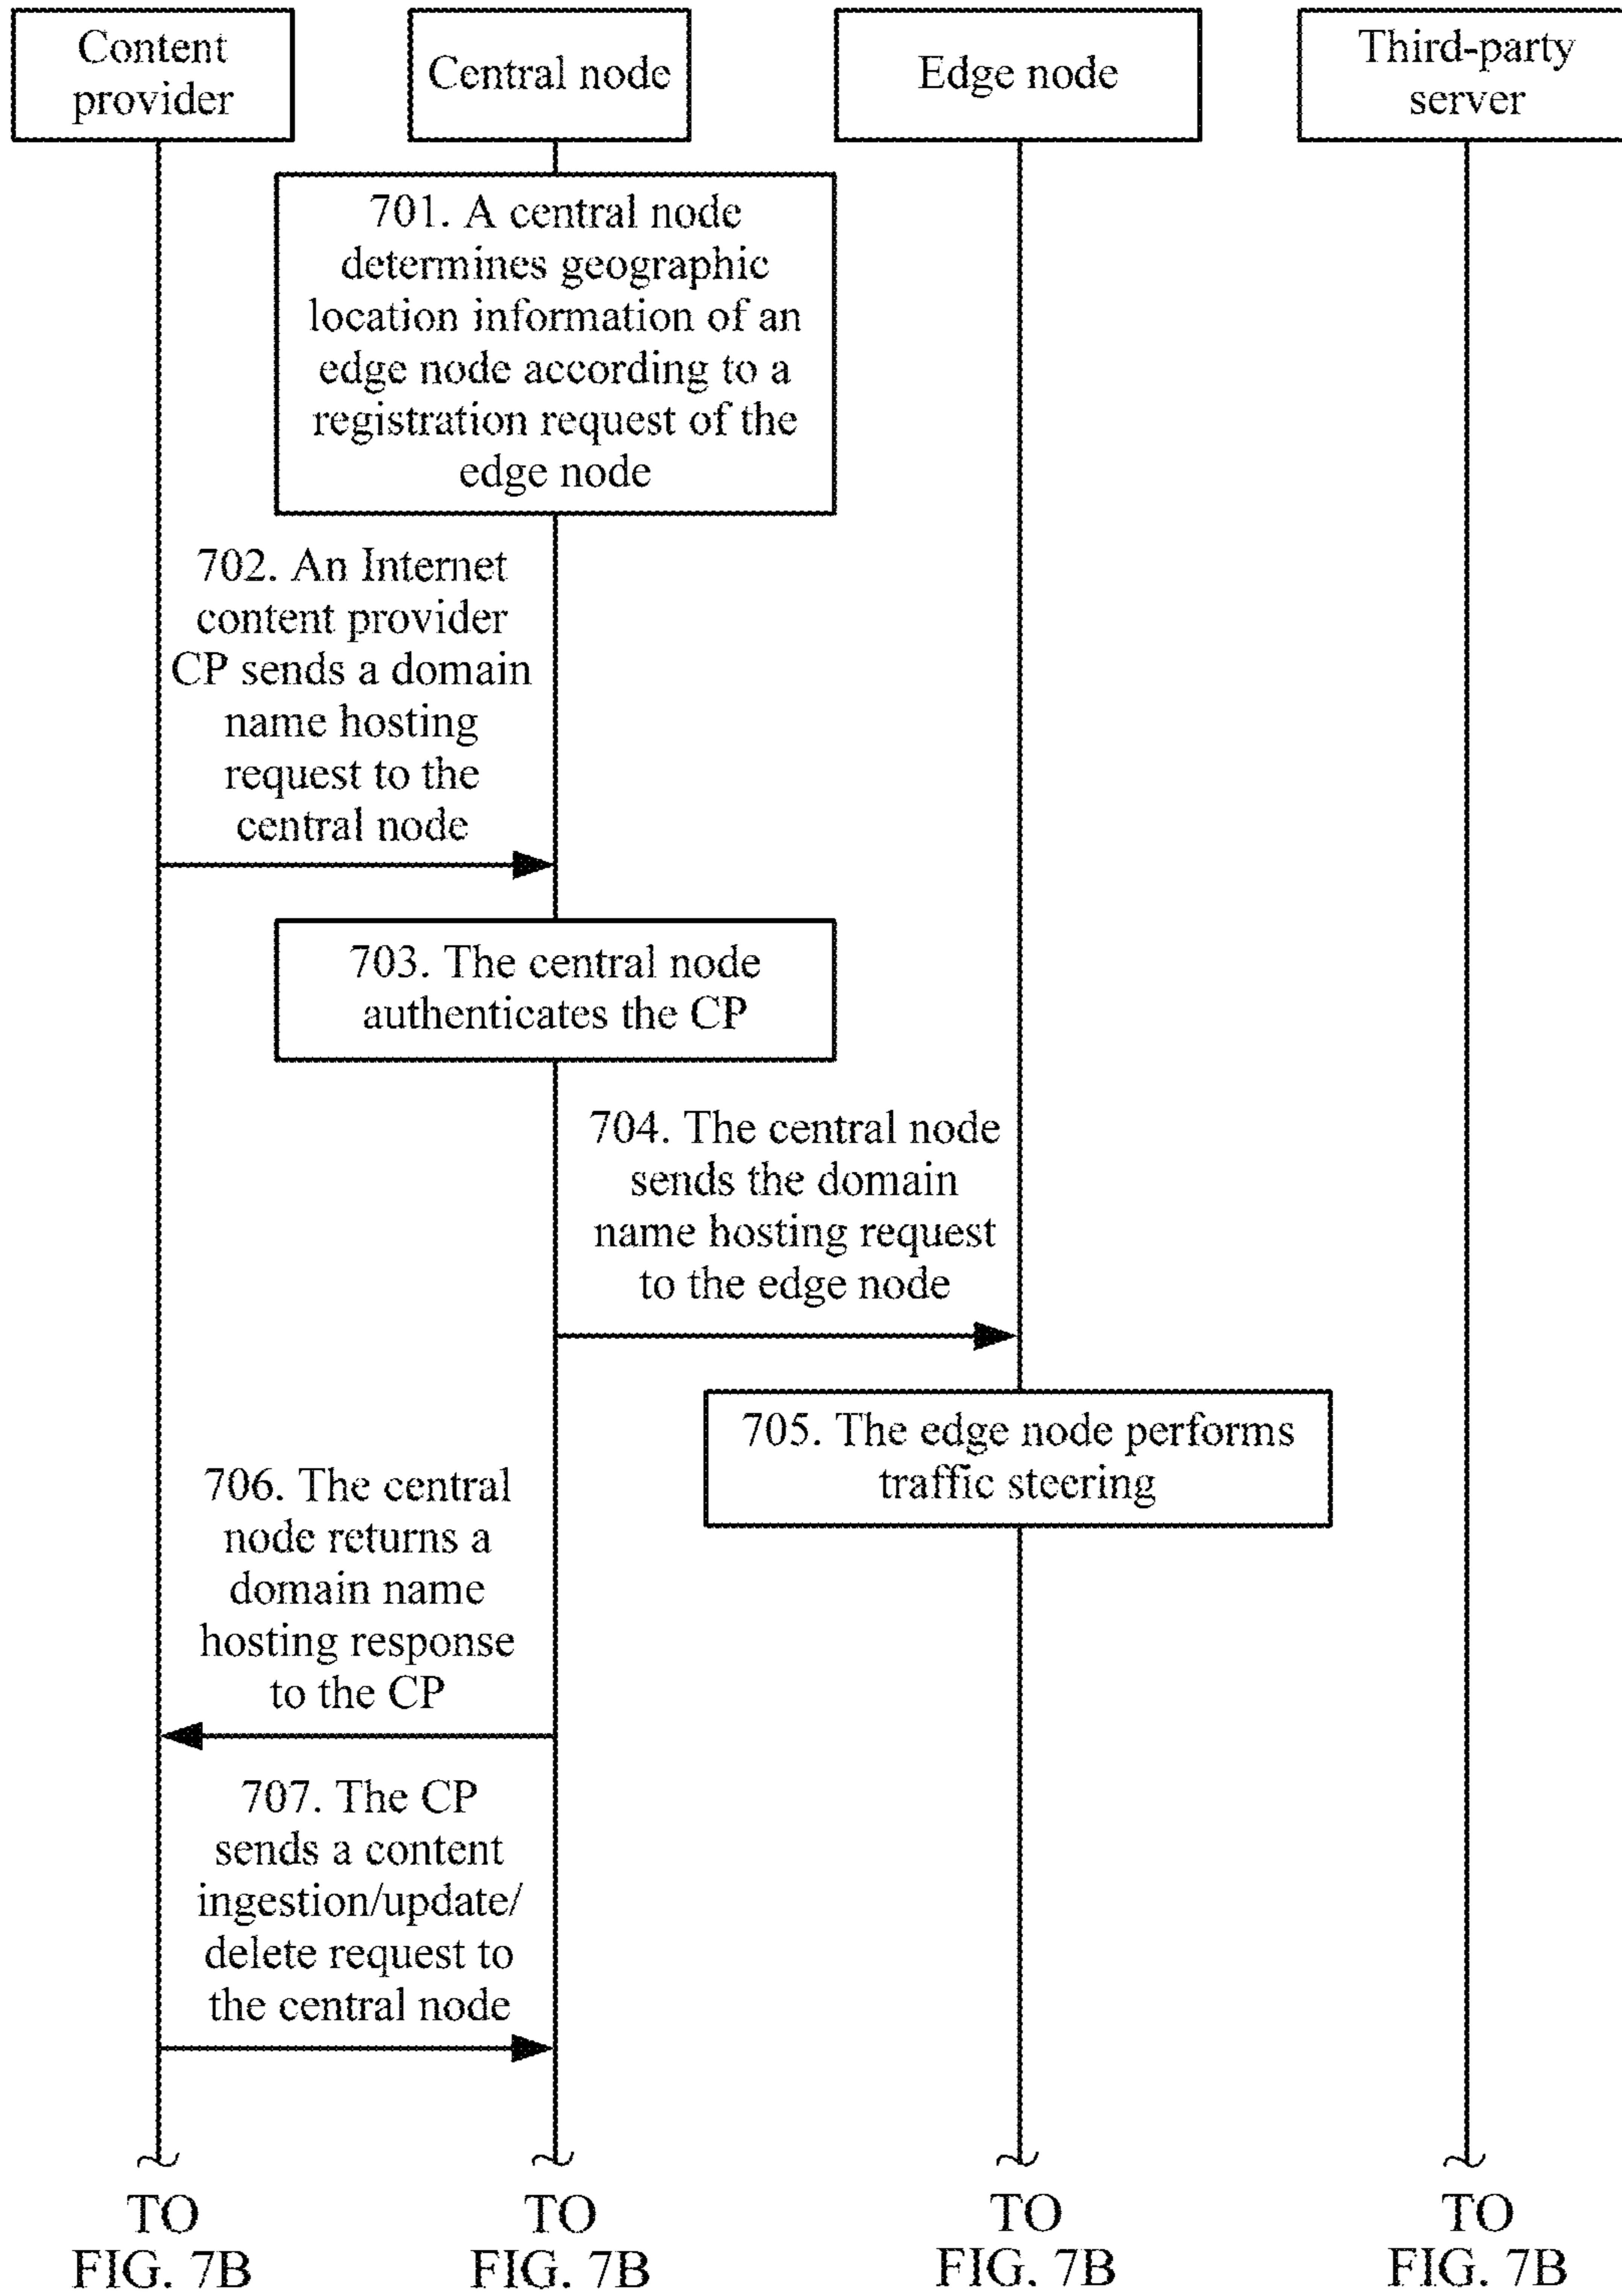 Content
provider
Central node
Edge node
Third-party
server
701. A central node
determines geographic
location information of an
edge node according to a
registration request of the
edge node
702. An Internet
content provider
CP sends a domain
name hosting
request to the
central node
703. The central node
authenticates the CP
704. The central node
sends the domain
name hosting request
to the edge node
705. The edge node performs
traffic steering
706. The central
node returns a
domain name
hosting response
to the CP
707. The CP
sends a content
ingestion/update/
delete request to
the central node
TO
FIG. 7B
TO
FIG. 7B
TO
FIG. 7B
TO
FIG. 7B